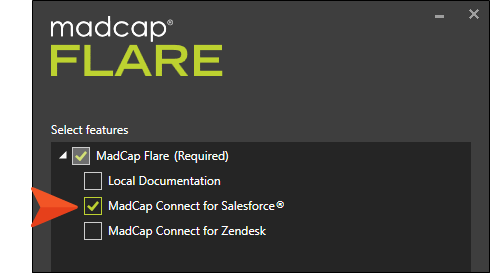 madcap®
FLARE
Select features
MadCap Flare (Required)
Local Documentation
MadCap Connect for Salesforce®
MadCap Connect for Zendesk